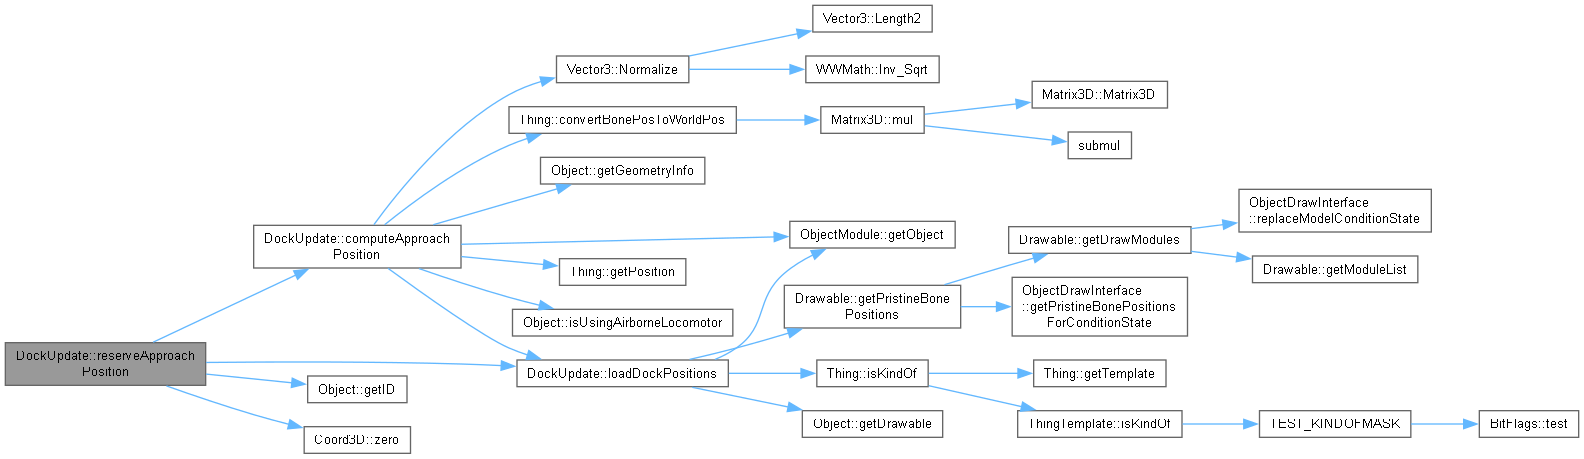 DockUpdate::reserveApproach
Position
DockUpdate::computeApproach
Position
Object::getID
Coord3D::zero
Vector3::Normalize
Thing::convertBonePosToWorldPos
Object::getGeometryInfo
ObjectModule::getObject
Thing::getPosition
Object::isUsingAirborneLocomotor
DockUpdate::loadDockPositions
Vector3::Length2
WWMath::Inv_Sqrt
Matrix3D::mul
Matrix3D::Matrix3D
submul
Drawable::getPristineBone
Positions
Thing::isKindOf
Object::getDrawable
Drawable::getDrawModules
ObjectDrawInterface
::getPristineBonePositions
ForConditionState
ObjectDrawInterface
::replaceModelConditionState
Drawable::getModuleList
Thing::getTemplate
ThingTemplate::isKindOf
TEST_KINDOFMASK
BitFlags::test